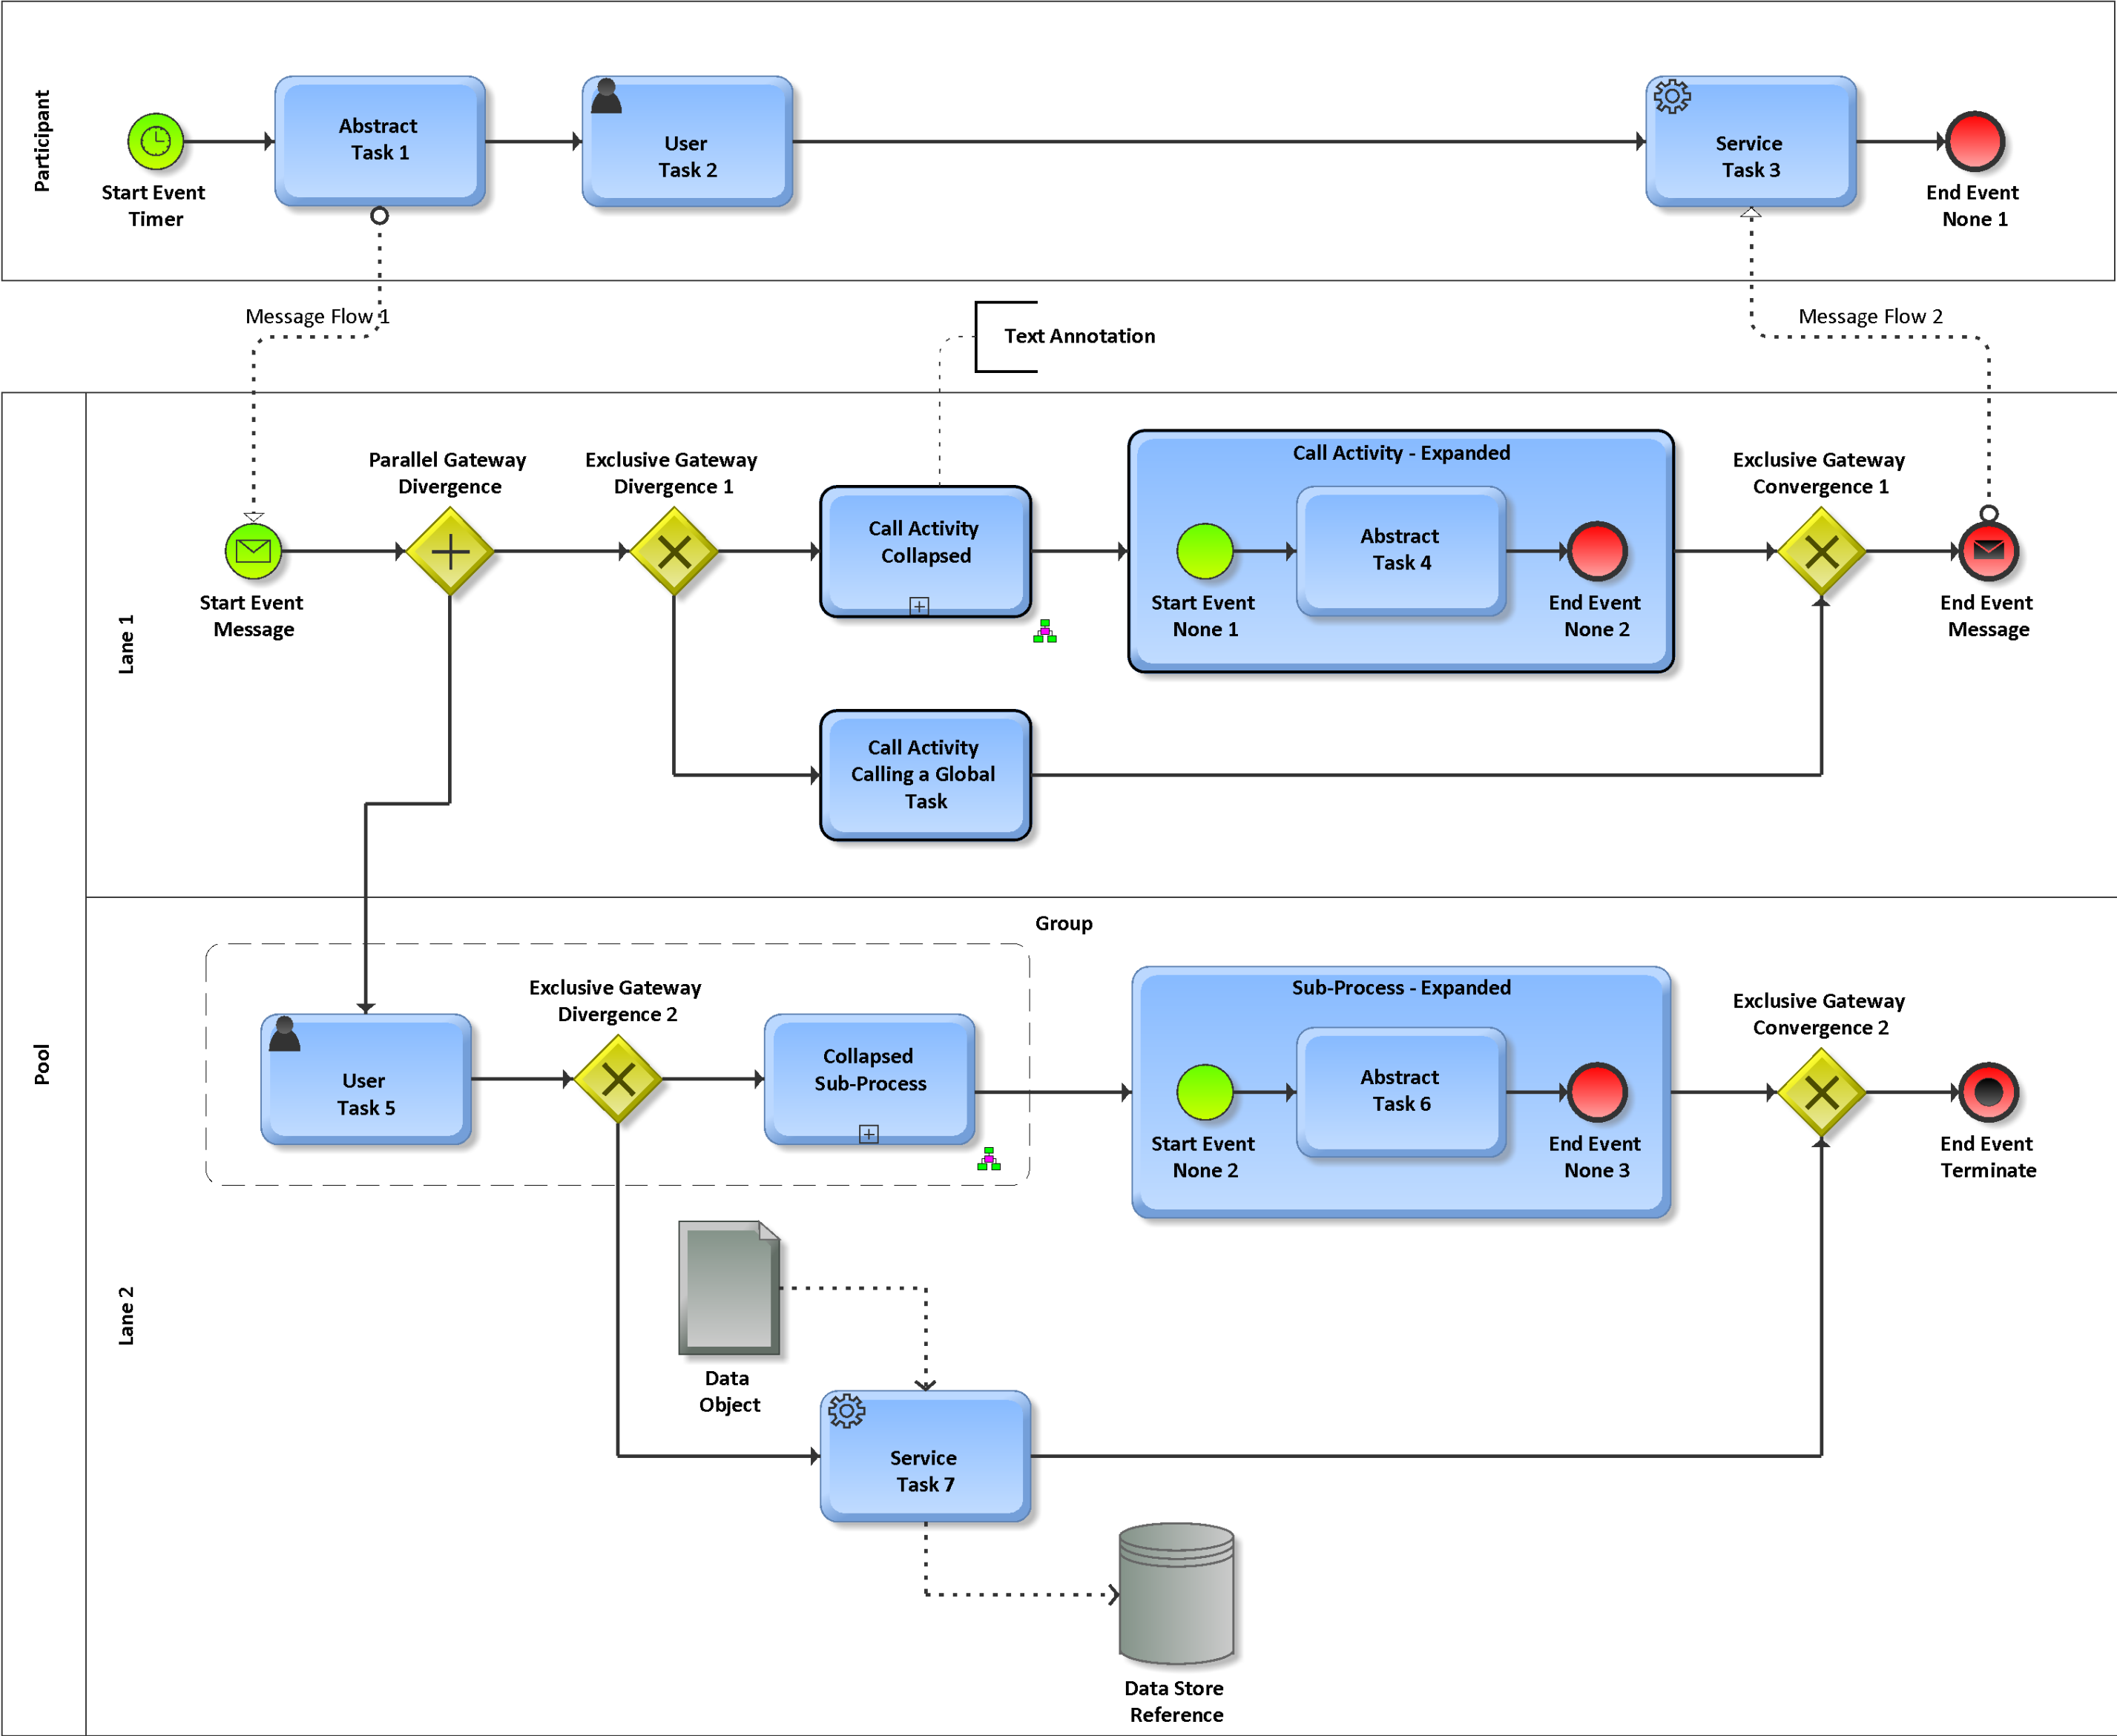 Participant
Start Event
Timer
Abstract
Task 1
User
Task 2
Service
Task 3
End Event
None 1
Message Flow 1
Text Annotation
Message Flow 2
Pool
Lane 1
Start Event
Message
Parallel Gateway
Divergence
Exclusive Gateway
Divergence 1
Call Activity
Collapsed
Call Activity - Expanded
Start Event
None 1
Abstract
Task 4
End Event
None 2
Exclusive Gateway
Convergence 1
End Event
Message
Call Activity
Calling a Global
Task
Lane 2
Group
User
Task 5
Exclusive Gateway
Divergence 2
Collapsed
Sub-Process
Sub-Process - Expanded
Start Event
None 2
Abstract
Task 6
End Event
None 3
Exclusive Gateway
Convergence 2
End Event
Terminate
Data
Object
Service
Task 7
Data Store
Reference